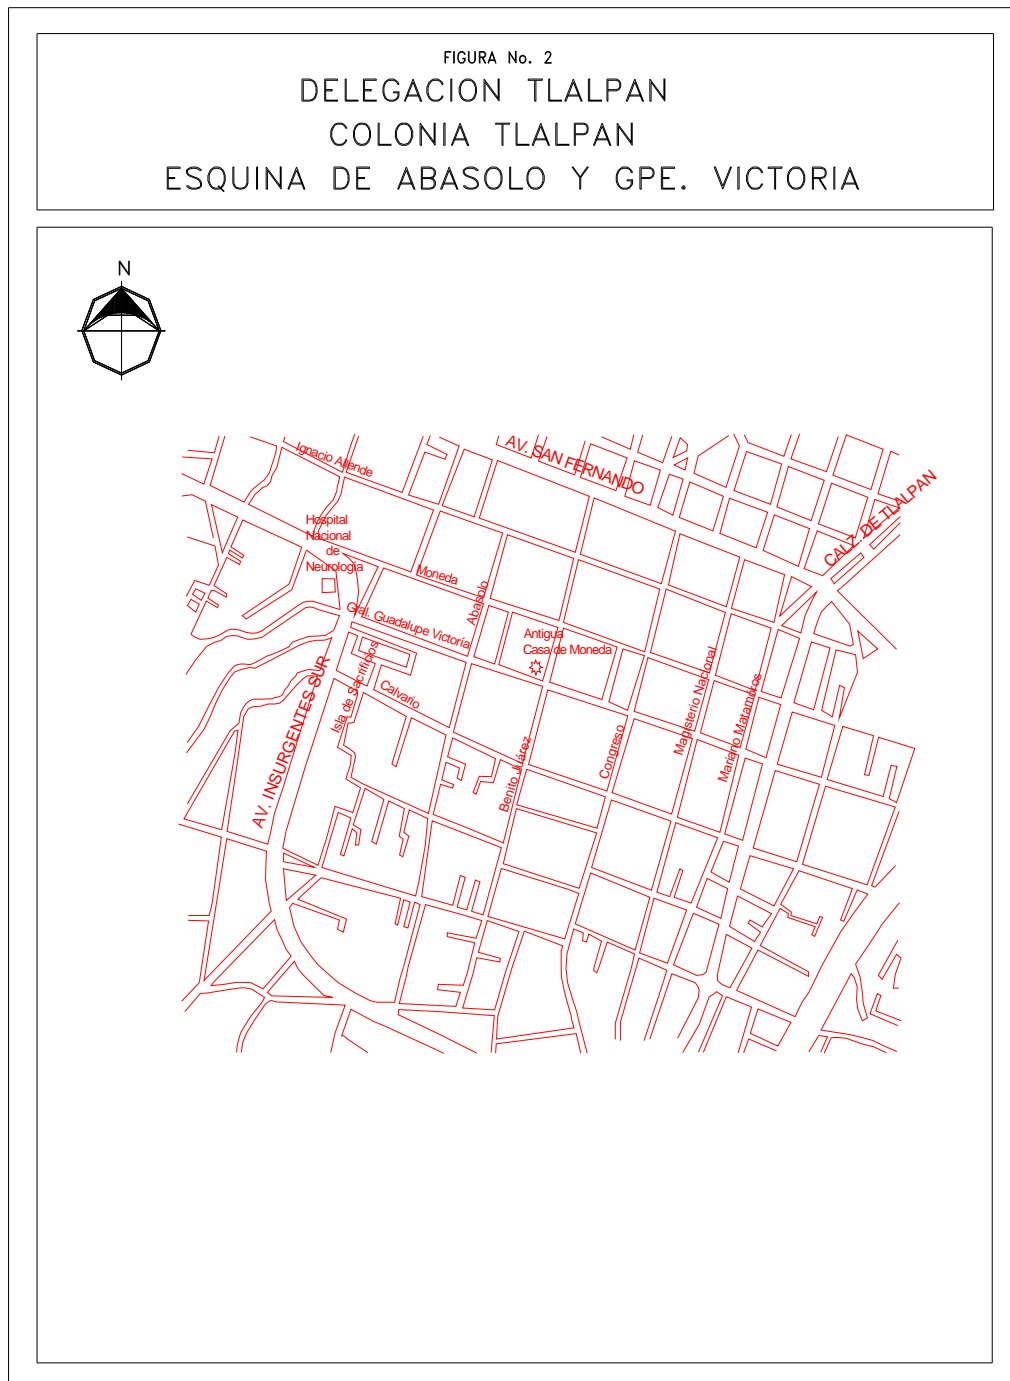 FIGURA No. 2
DELEGACION TLALPAN
COLONIA TLALPAN
ESQUINA DE ABASOLO Y GPE. VICTORIA
N
Ignacio Allende
AV. SAN FERNANDO
CALZ. DE TLALPAN
Hospital
Nacional
de
Neurología
Moneda
Abasolo
Gral. Guadalupe Victoria
Antigua
Casa de Moneda
Isla de Sacrificios
Calvario
AV. INSURGENTES SUR
Benito Juárez
Congreso
Magisterio Nacional
Mariano Matamoros